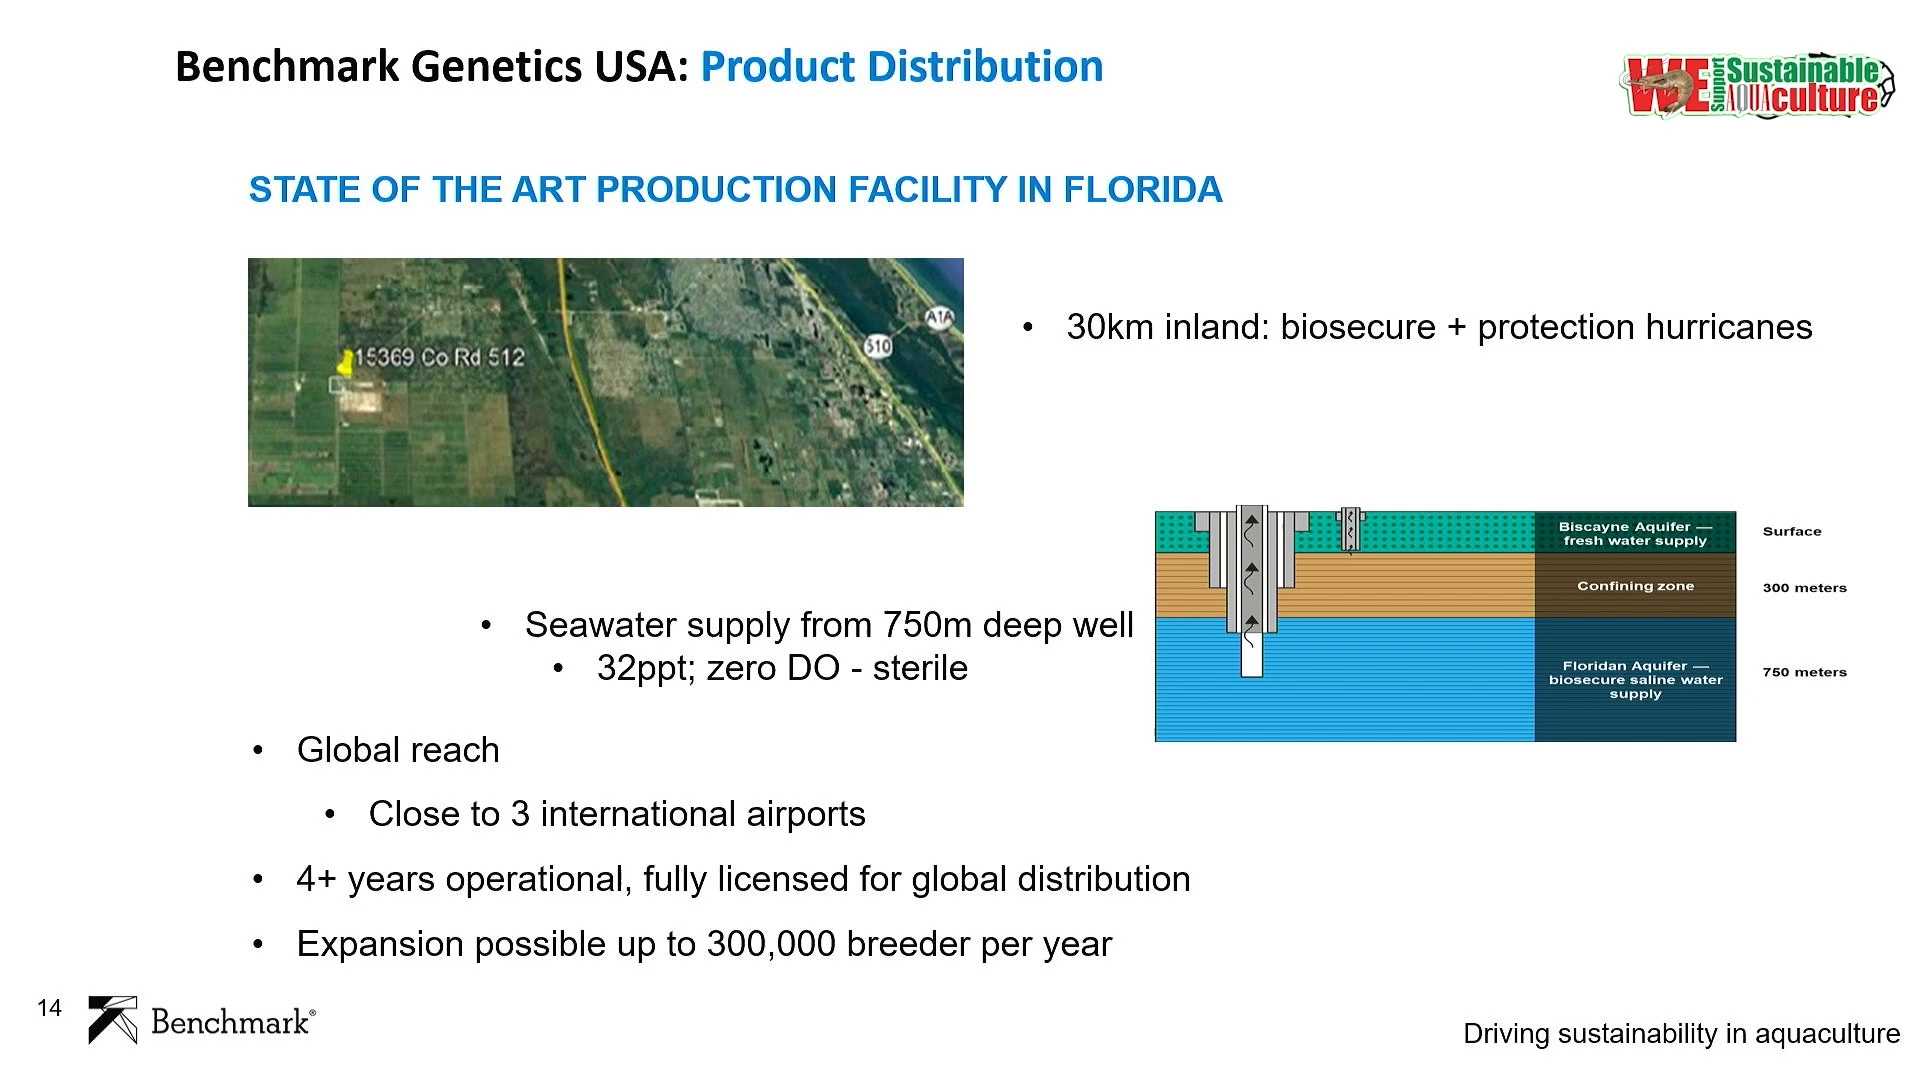 Benchmark Genetics USA: Product Distribution
WE Support Sustainable AQUAculture
STATE OF THE ART PRODUCTION FACILITY IN FLORIDA
A1A
510
15369 Co Rd 512
• 30km inland: biosecure + protection hurricanes
Biscayne Aquifer —
fresh water supply
Surface
Confining zone
300 meters
Floridan Aquifer —
biosecure saline water
supply
750 meters
• Seawater supply from 750m deep well
• 32ppt; zero DO - sterile
• Global reach
• Close to 3 international airports
• 4+ years operational, fully licensed for global distribution
• Expansion possible up to 300,000 breeder per year
14
Benchmark®
Driving sustainability in aquaculture